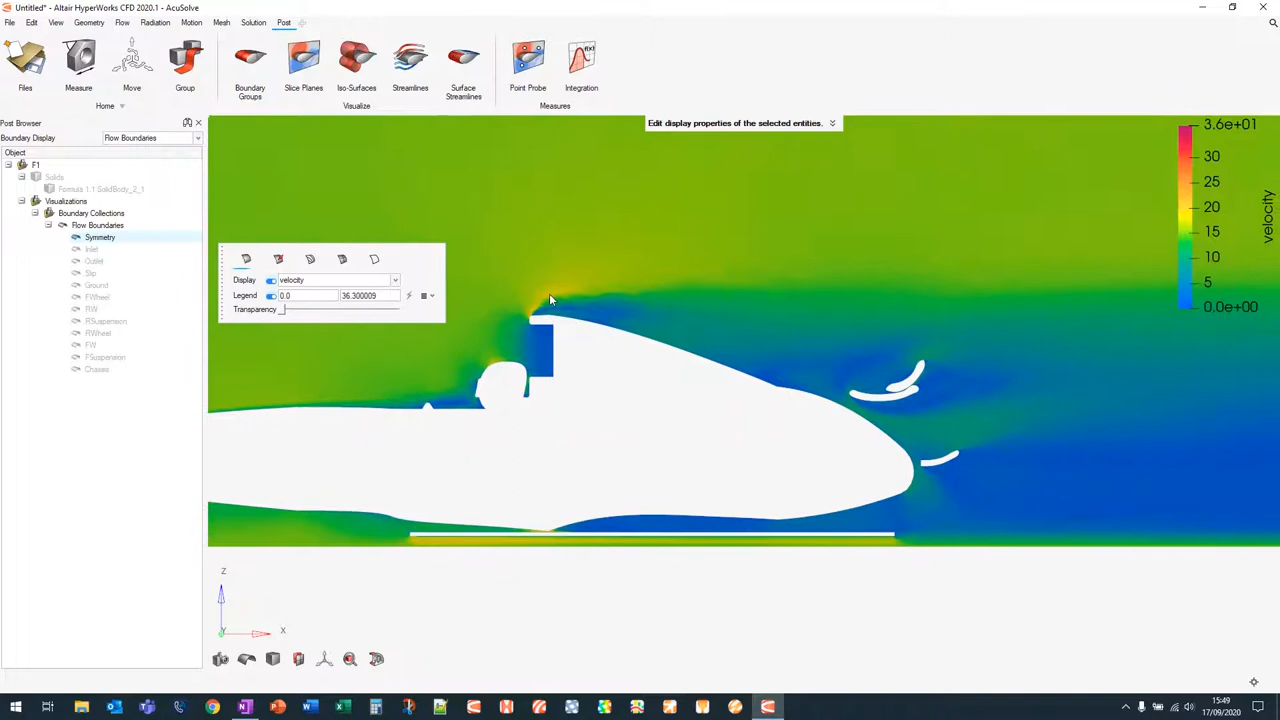 Untitled* - Altair HyperWorks CFD 2020.1 - AcuSolve
File Edit View Geometry Flow Radiation Motion Mesh Solution Post
Files Measure Move Group Boundary Groups Slice Planes Iso-Surfaces Streamlines Surface Streamlines Point Probe Integration
Home Visualize Measures
Post Browser
Boundary Display Flow Boundaries
Object
F1
Solids
Formula 1.1 SolidBody_2_1
Visualizations
Boundary Collections
Flow Boundaries
Symmetry
Inlet
Outlet
Slip
Ground
FWheel
RW
RSuspension
RWheel
FW
FSuspension
Chasses
Edit display properties of the selected entities.
Display velocity
Legend 0.0 36.300009
Transparency
3.6e+01
30
25
20
15
10
5
0.0e+00
velocity
Z
Y
X
f(x)
15:49
17/09/2020